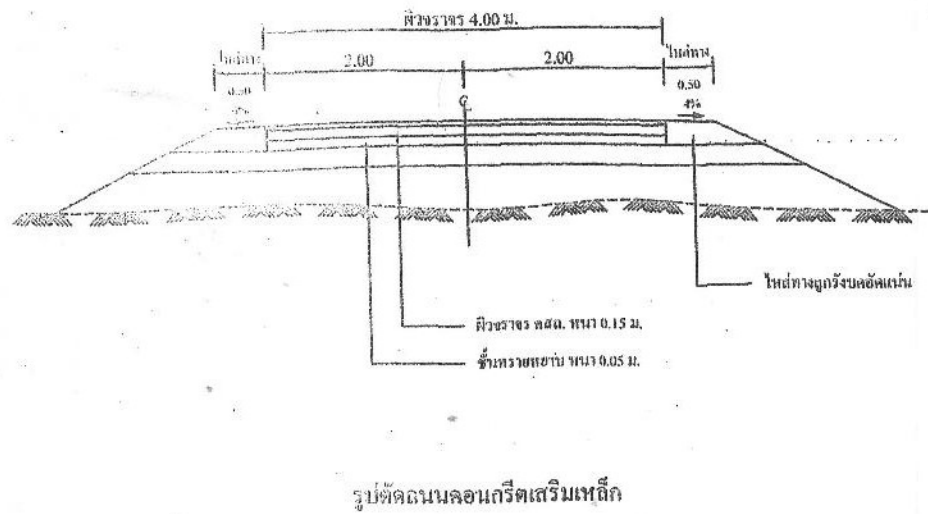 ผิวจราจร 4.00 ม.
ไหล่ทาง
2.00
2.00
ไหล่ทาง
0.50
0.50
4%
℄
ไหล่ทางลูกรังบดอัดแน่น
ผิวจราจร คสล. หนา 0.15 ม.
ชั้นทรายหยาบ หนา 0.05 ม.
รูปตัดถนนคอนกรีตเสริมเหล็ก